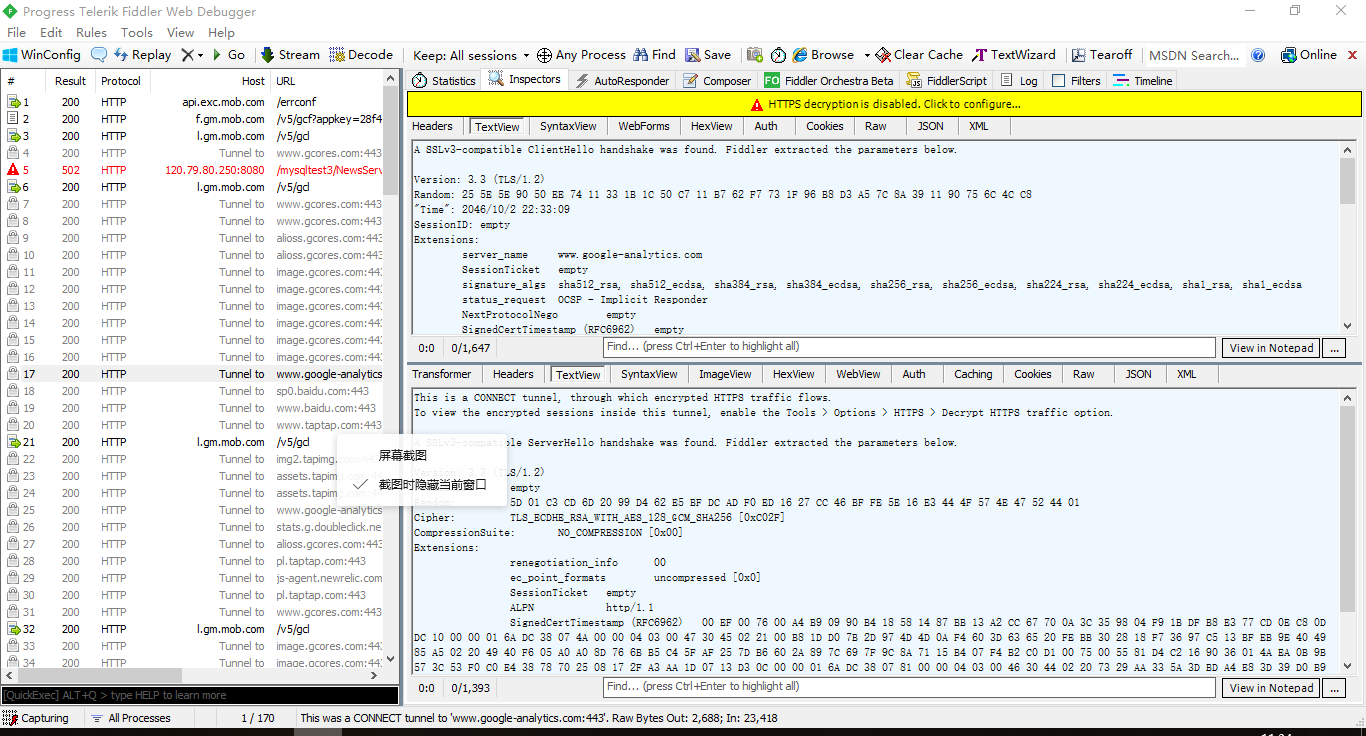 Progress Telerik Fiddler Web Debugger
File Edit Rules Tools View Help
WinConfig Replay Go Stream Decode Keep: All sessions Any Process Find Save Browse Clear Cache TextWizard Tearoff MSDN Search... Online
# Result Protocol Host URL
1 200 HTTP api.exc.mob.com /errconf
2 200 HTTP f.gm.mob.com /v5/gcf?appkey=28f4
3 200 HTTP l.gm.mob.com /v5/gcl
4 200 HTTP Tunnel to www.gcores.com:443
5 502 HTTP 120.79.80.250:8080 /mysqltest3/NewsServ
6 200 HTTP l.gm.mob.com /v5/gcl
7 200 HTTP Tunnel to www.gcores.com:443
8 200 HTTP Tunnel to www.gcores.com:443
9 200 HTTP Tunnel to alioss.gcores.com:443
10 200 HTTP Tunnel to alioss.gcores.com:443
11 200 HTTP Tunnel to image.gcores.com:443
12 200 HTTP Tunnel to image.gcores.com:443
13 200 HTTP Tunnel to image.gcores.com:443
14 200 HTTP Tunnel to image.gcores.com:443
15 200 HTTP Tunnel to image.gcores.com:443
16 200 HTTP Tunnel to image.gcores.com:443
17 200 HTTP Tunnel to www.google-analytics
18 200 HTTP Tunnel to sp0.baidu.com:443
19 200 HTTP Tunnel to www.baidu.com:443
20 200 HTTP Tunnel to www.taptap.com:443
21 200 HTTP l.gm.mob.com /v5/gcl
22 200 HTTP Tunnel to img2.tapimg.com:443
23 200 HTTP Tunnel to assets.tapimg
24 200 HTTP Tunnel to assets.tapimg
25 200 HTTP Tunnel to www.google-analytics
26 200 HTTP Tunnel to stats.g.doubleclick.ne
27 200 HTTP Tunnel to alioss.gcores.com:443
28 200 HTTP Tunnel to pl.taptap.com:443
29 200 HTTP Tunnel to js-agent.newrelic.com
30 200 HTTP Tunnel to pl.taptap.com:443
31 200 HTTP Tunnel to www.gcores.com:443
32 200 HTTP l.gm.mob.com /v5/gcl
33 200 HTTP Tunnel to image.gcores.com:443
34 200 HTTP Tunnel to image.gcores.com:443
屏幕截图
截图时隐藏当前窗口
[QuickExec] ALT+Q > type HELP to learn more
Statistics Inspectors AutoResponder Composer FO Fiddler Orchestra Beta FiddlerScript Log Filters Timeline
HTTPS decryption is disabled. Click to configure...
Headers TextView SyntaxView WebForms HexView Auth Cookies Raw JSON XML
A SSLv3-compatible ClientHello handshake was found. Fiddler extracted the parameters below.
Version: 3.3 (TLS/1.2)
Random: 25 5E 5E 90 50 EE 74 11 33 1B 1C 50 C7 11 B7 62 F7 73 1F 96 B8 D3 A5 7C 8A 39 11 90 75 6C 4C C8
"Time": 2046/10/2 22:33:09
SessionID: empty
Extensions:
server_name www.google-analytics.com
SessionTicket empty
signature_algs sha512_rsa, sha512_ecdsa, sha384_rsa, sha384_ecdsa, sha256_rsa, sha256_ecdsa, sha224_rsa, sha224_ecdsa, sha1_rsa, sha1_ecdsa
status_request OCSP - Implicit Responder
NextProtocolNego empty
SignedCertTimestamp (RFC6962) empty
0:0 0/1,647 Find... (press Ctrl+Enter to highlight all) View in Notepad ...
Transformer Headers TextView SyntaxView ImageView HexView WebView Auth Caching Cookies Raw JSON XML
This is a CONNECT tunnel, through which encrypted HTTPS traffic flows.
To view the encrypted sessions inside this tunnel, enable the Tools > Options > HTTPS > Decrypt HTTPS traffic option.
A SSLv3-compatible ServerHello handshake was found. Fiddler extracted the parameters below.
Version: 3.3 (TLS/1.2)
empty
Random: 5D 01 C3 CD 6D 20 99 D4 62 E5 BF DC AD F0 ED 16 27 CC 46 BF FE 5E 16 E3 44 4F 57 4E 47 52 44 01
Cipher: TLS_ECDHE_RSA_WITH_AES_128_GCM_SHA256 [0xC02F]
CompressionSuite: NO_COMPRESSION [0x00]
Extensions:
renegotiation_info 00
ec_point_formats uncompressed [0x0]
SessionTicket empty
ALPN http/1.1
SignedCertTimestamp (RFC6962) 00 EF 00 76 00 A4 B9 09 90 B4 18 58 14 87 BB 13 A2 CC 67 70 0A 3C 35 98 04 F9 1B DF B8 E3 77 CD 0E C8 0D
DC 10 00 00 01 6A DC 38 07 4A 00 00 04 03 00 47 30 45 02 21 00 B8 1D D0 7B 2D 97 4D 4D 0A F4 60 3D 63 65 20 FE BB 30 28 18 F7 36 97 C5 13 BF EB 9E 40 49
85 A5 02 20 49 40 F6 05 A0 A0 8D 76 6B B5 C4 5F AF 25 7D B6 60 2A 89 7C 69 7F 9C 8A 71 15 B4 07 F4 B2 C0 D1 00 75 00 55 81 D4 C2 16 90 36 01 4A EA 0B 9B
57 3C 53 F0 C0 E4 38 78 70 25 08 17 2F A3 AA 1D 07 13 D3 0C 00 00 01 6A DC 38 07 81 00 00 04 03 00 46 30 44 02 20 73 29 AA 33 5A 3D BD A4 E8 3D 39 D0 B9
0:0 0/1,393 Find... (press Ctrl+Enter to highlight all) View in Notepad ...
Capturing All Processes 1 / 170 This was a CONNECT tunnel to 'www.google-analytics.com:443'. Raw Bytes Out: 2,688; In: 23,418